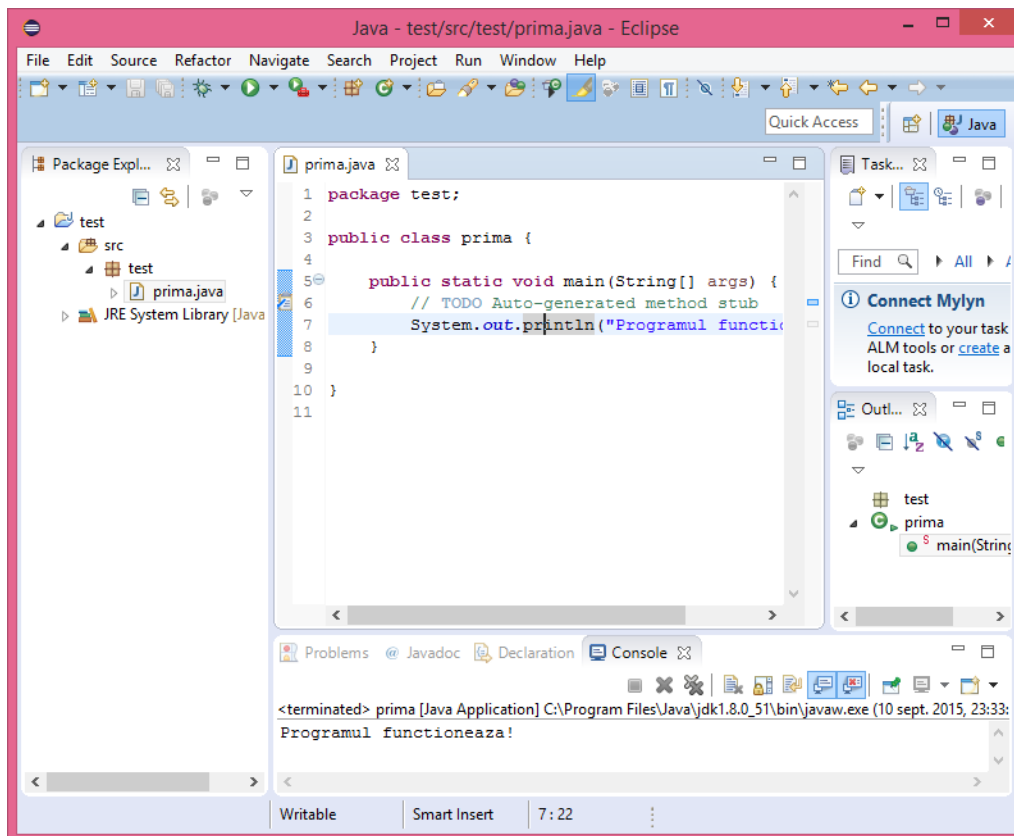 Java - test/src/test/prima.java - Eclipse
File Edit Source Refactor Navigate Search Project Run Window Help
Quick Access
Java
Package Expl...
test
src
test
prima.java
JRE System Library [Java
prima.java
1 package test;
2
3 public class prima {
4
5 public static void main(String[] args) {
6 // TODO Auto-generated method stub
7 System.out.println("Programul functio
8 }
9
10 }
11
Task...
Find
All
Connect Mylyn
Connect to your task
ALM tools or create a
local task.
Outl...
test
prima
main(String
Problems @ Javadoc Declaration Console
<terminated> prima [Java Application] C:\Program Files\Java\jdk1.8.0_51\bin\javaw.exe (10 sept. 2015, 23:33:
Programul functioneaza!
Writable Smart Insert 7 : 22